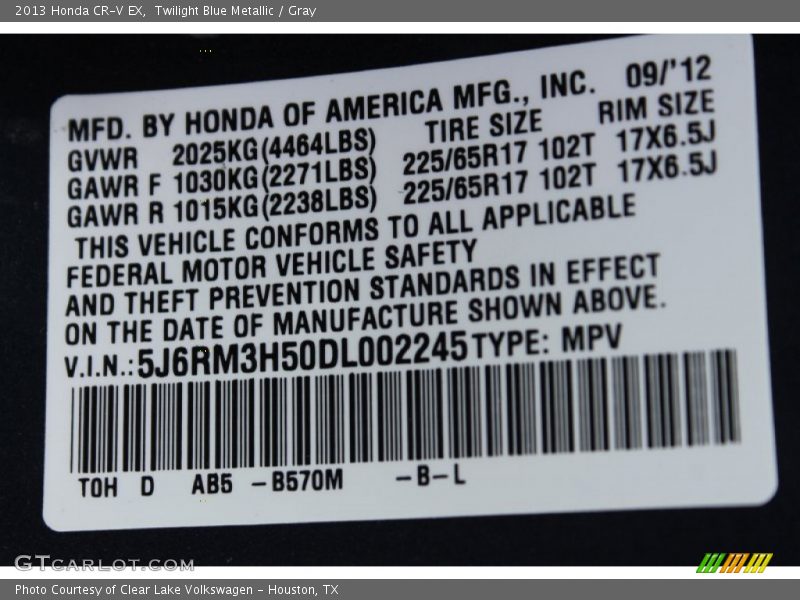 2013 Honda CR-V EX, Twilight Blue Metallic / Gray
MFD. BY HONDA OF AMERICA MFG., INC. 09/'12
GVWR 2025KG(4464LBS) TIRE SIZE RIM SIZE
GAWR F 1030KG(2271LBS) 225/65R17 102T 17X6.5J
GAWR R 1015KG(2238LBS) 225/65R17 102T 17X6.5J
THIS VEHICLE CONFORMS TO ALL APPLICABLE
FEDERAL MOTOR VEHICLE SAFETY
AND THEFT PREVENTION STANDARDS IN EFFECT
ON THE DATE OF MANUFACTURE SHOWN ABOVE.
V.I.N.: 5J6RM3H50DL002245 TYPE: MPV
TOH D AB5 -B570M -B-L
GTCARLOT.COM
Photo Courtesy of Clear Lake Volkswagen - Houston, TX